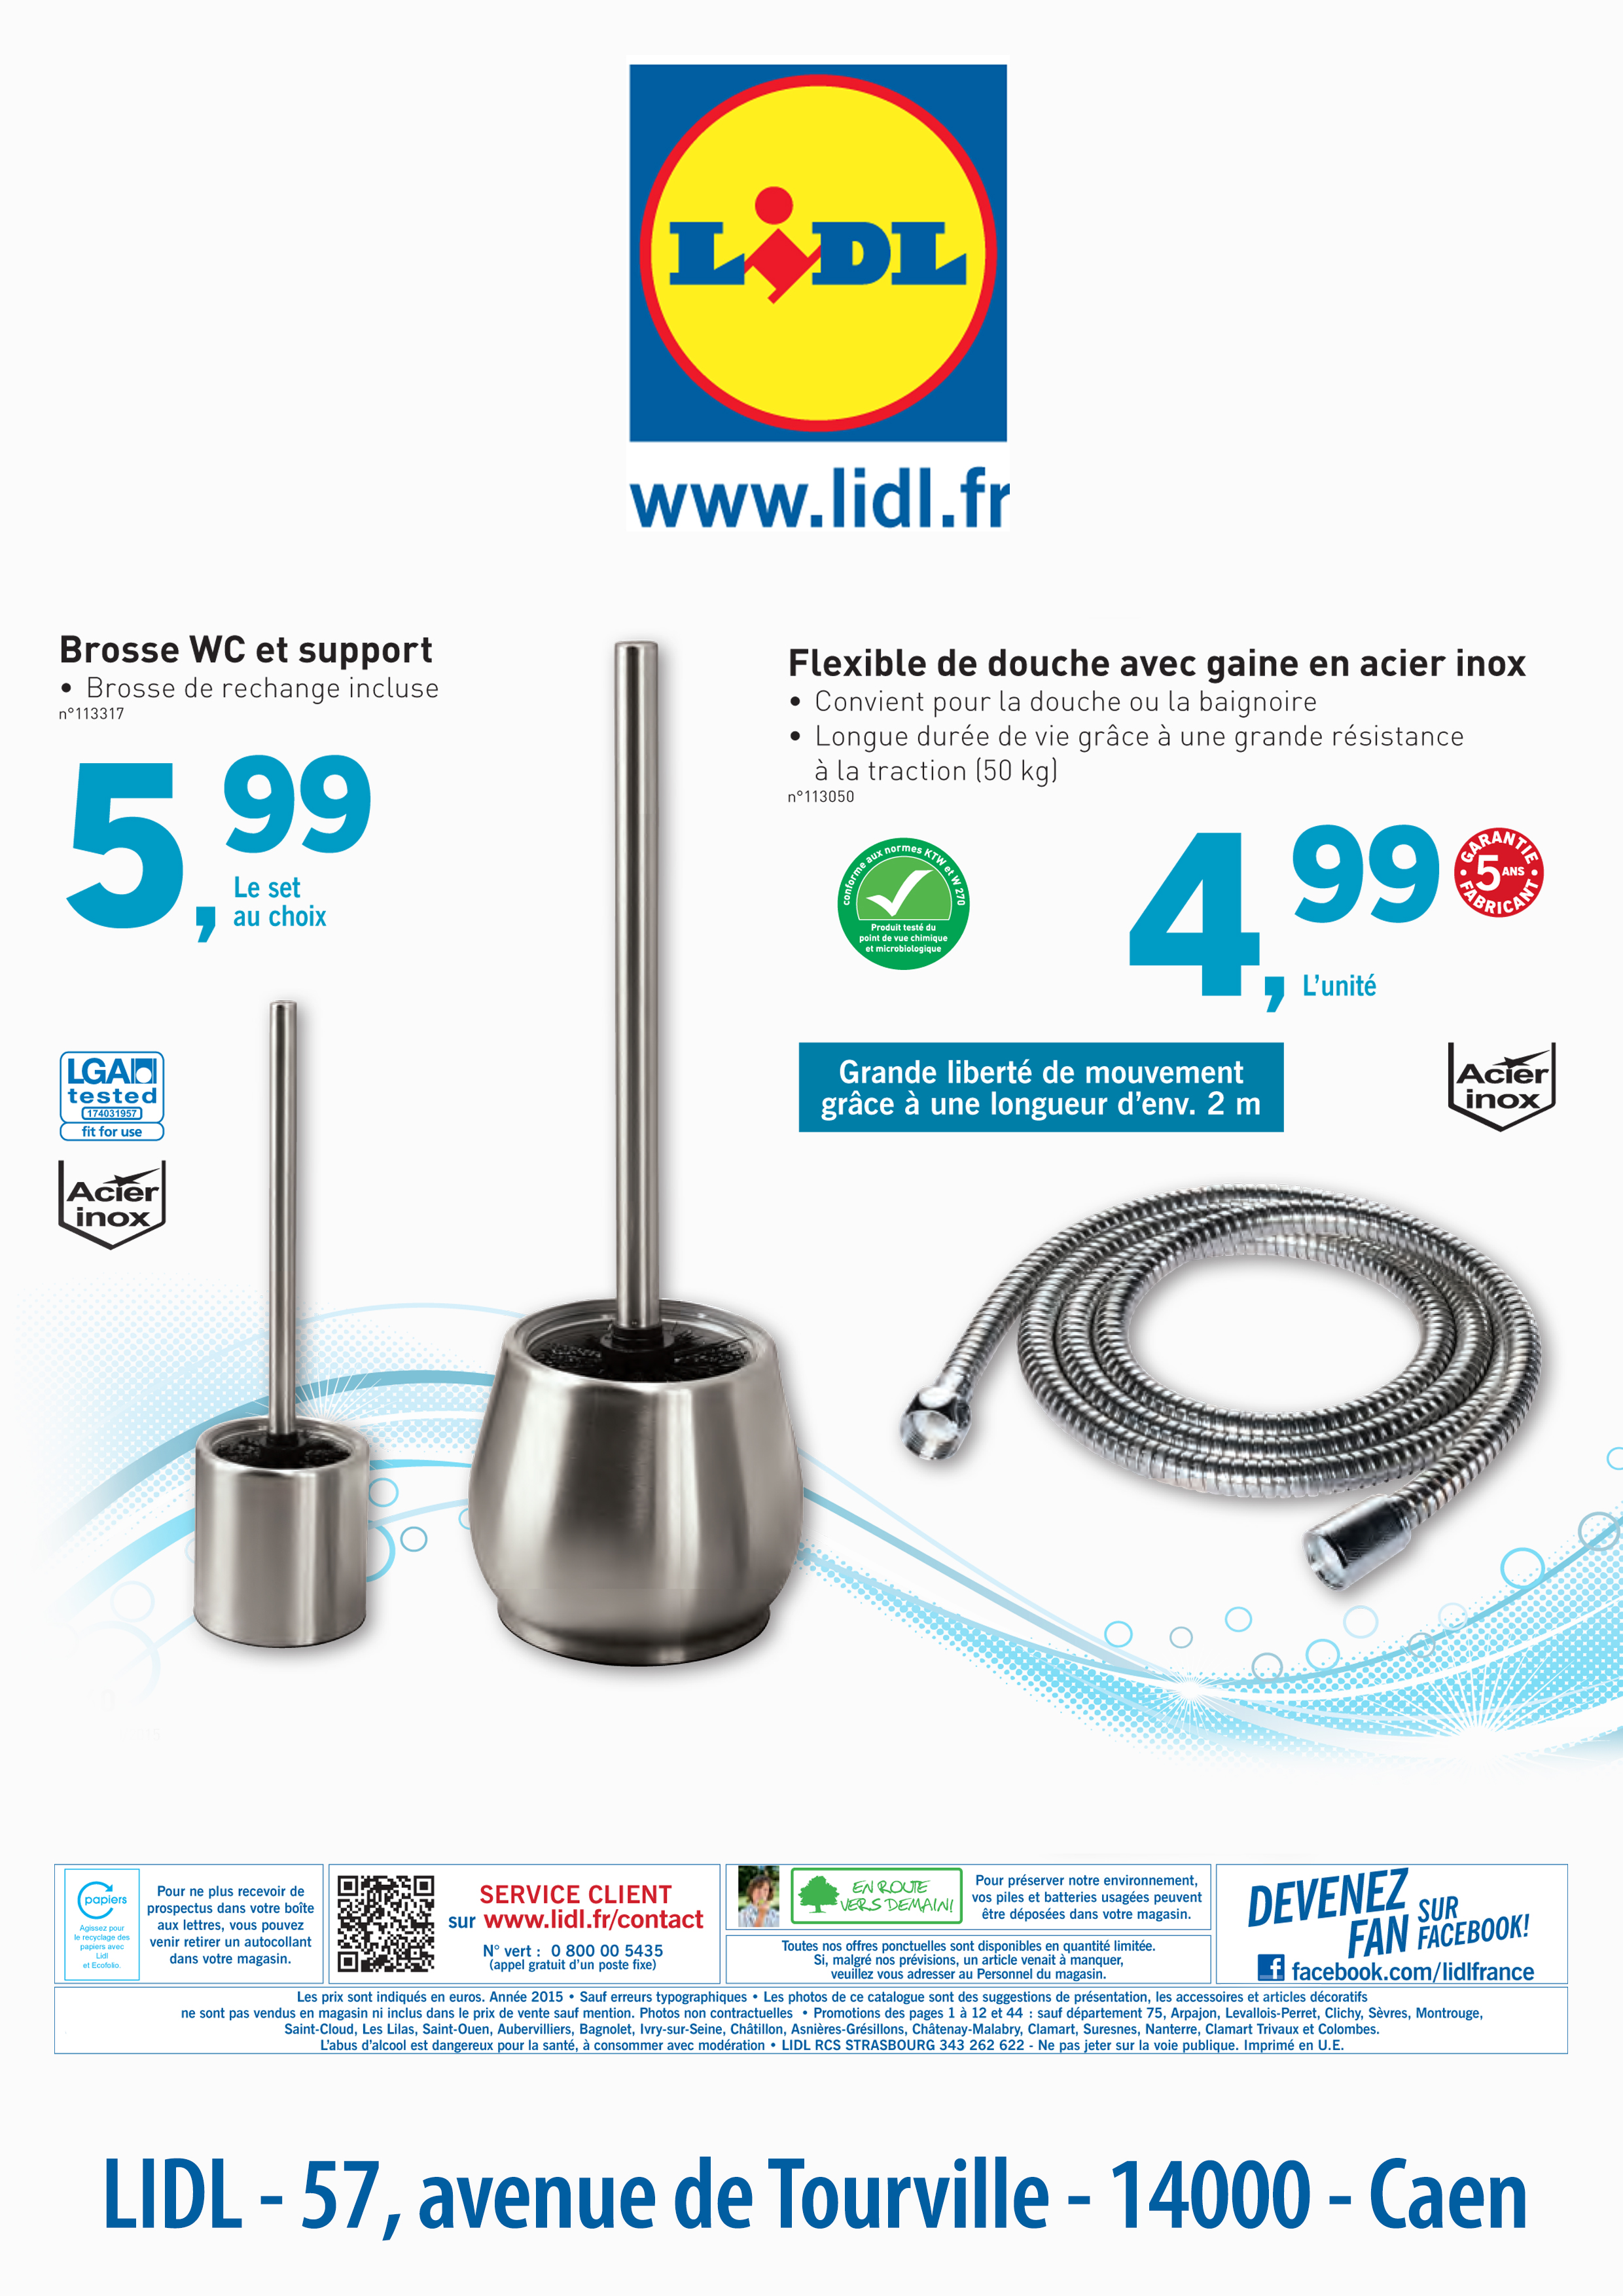 LIDL
www.lidl.fr
Brosse WC et support
• Brosse de rechange incluse
n°113317
5,99
Le set
au choix
LGA
tested
174031957
fit for use
Acier
inox
Flexible de douche avec gaine en acier inox
• Convient pour la douche ou la baignoire
• Longue durée de vie grâce à une grande résistance
à la traction (50 kg)
n°113050
conforme aux normes KTW et W 270
Produit testé du
point de vue chimique
et microbiologique
4,99
L'unité
GARANTIE
5 ANS
FABRICANT
Grande liberté de mouvement
grâce à une longueur d'env. 2 m
Acier
inox
papiers
Agissez pour
le recyclage des
papiers avec
Lidl
et Ecofolio.
Pour ne plus recevoir de
prospectus dans votre boîte
aux lettres, vous pouvez
venir retirer un autocollant
dans votre magasin.
SERVICE CLIENT
sur www.lidl.fr/contact
N° vert : 0 800 00 5435
(appel gratuit d'un poste fixe)
EN ROUTE
VERS DEMAIN!
Pour préserver notre environnement,
vos piles et batteries usagées peuvent
être déposées dans votre magasin.
Toutes nos offres ponctuelles sont disponibles en quantité limitée.
Si, malgré nos prévisions, un article venait à manquer,
veuillez vous adresser au Personnel du magasin.
DEVENEZ
FAN SUR
FACEBOOK!
f facebook.com/lidlfrance
Les prix sont indiqués en euros. Année 2015 • Sauf erreurs typographiques • Les photos de ce catalogue sont des suggestions de présentation, les accessoires et articles décoratifs
ne sont pas vendus en magasin ni inclus dans le prix de vente sauf mention. Photos non contractuelles • Promotions des pages 1 à 12 et 44 : sauf département 75, Arpajon, Levallois-Perret, Clichy, Sèvres, Montrouge,
Saint-Cloud, Les Lilas, Saint-Ouen, Aubervilliers, Bagnolet, Ivry-sur-Seine, Châtillon, Asnières-Grésillons, Châtenay-Malabry, Clamart, Suresnes, Nanterre, Clamart Trivaux et Colombes.
L'abus d'alcool est dangereux pour la santé, à consommer avec modération • LIDL RCS STRASBOURG 343 262 622 - Ne pas jeter sur la voie publique. Imprimé en U.E.
LIDL - 57, avenue de Tourville - 14000 - Caen